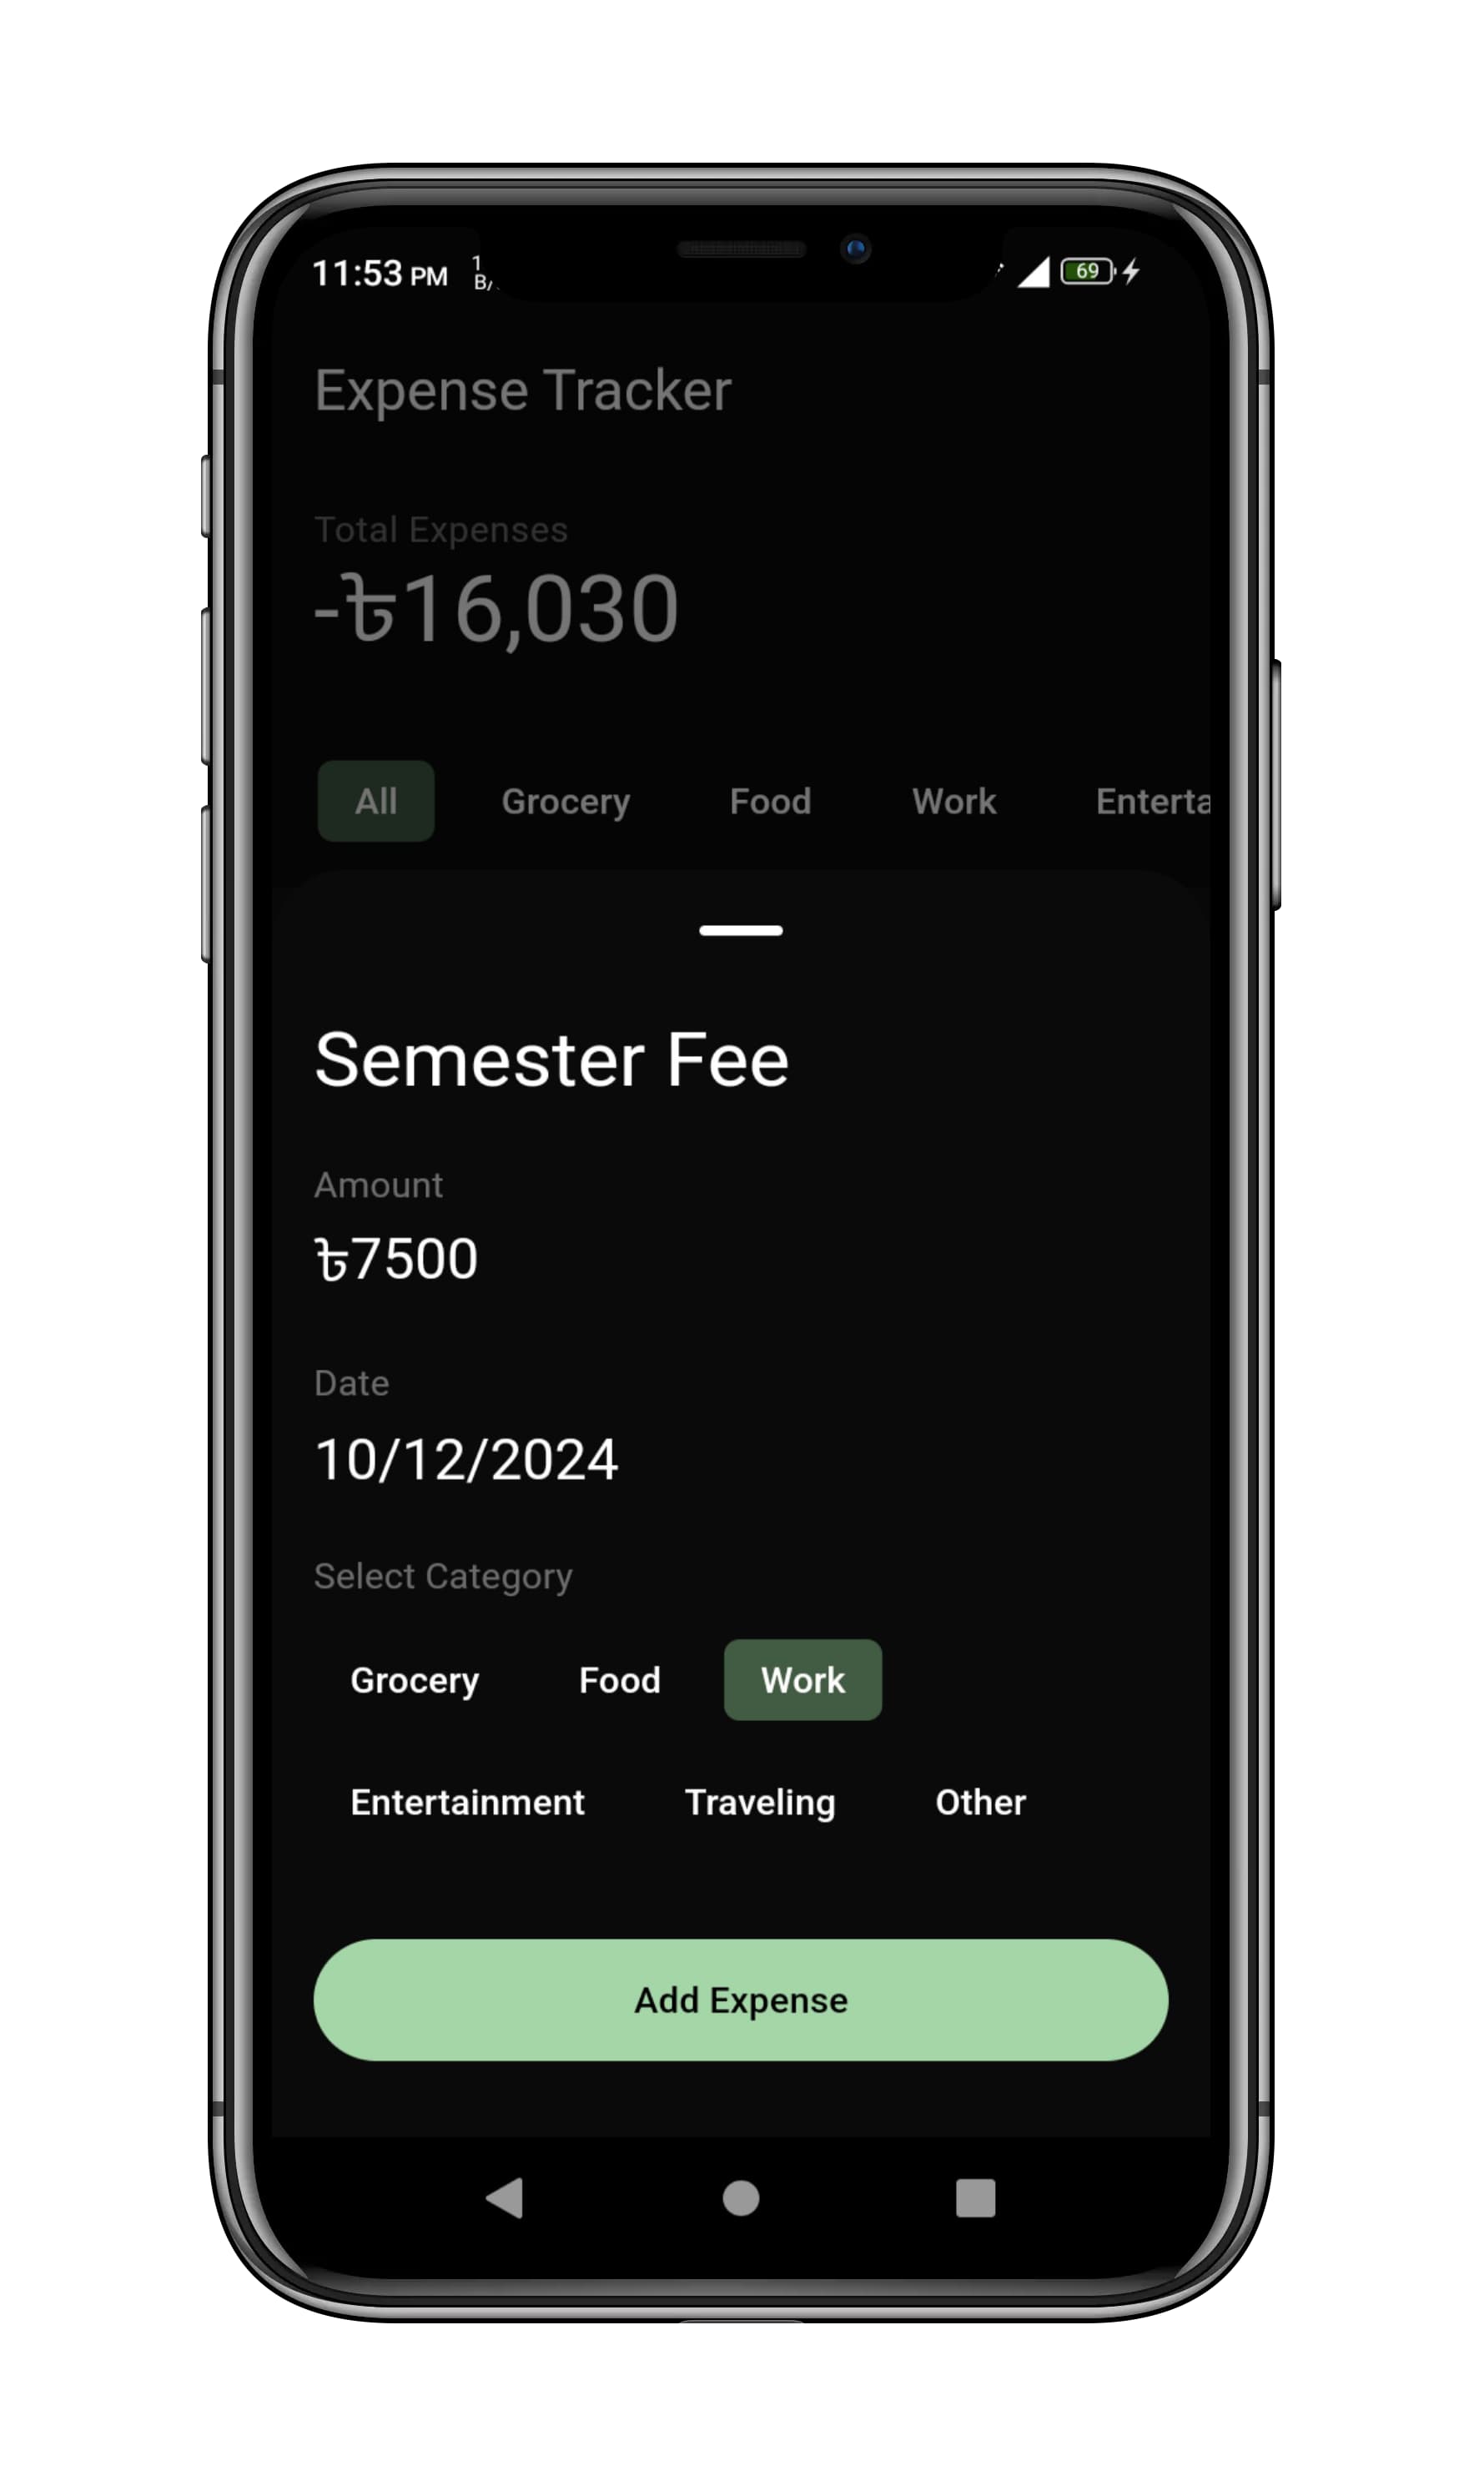 11:53 PM
1
B/
69
Expense Tracker
Total Expenses
-৳16,030
All Grocery Food Work Enterta
Semester Fee
Amount
৳7500
Date
10/12/2024
Select Category
Grocery Food Work
Entertainment Traveling Other
Add Expense